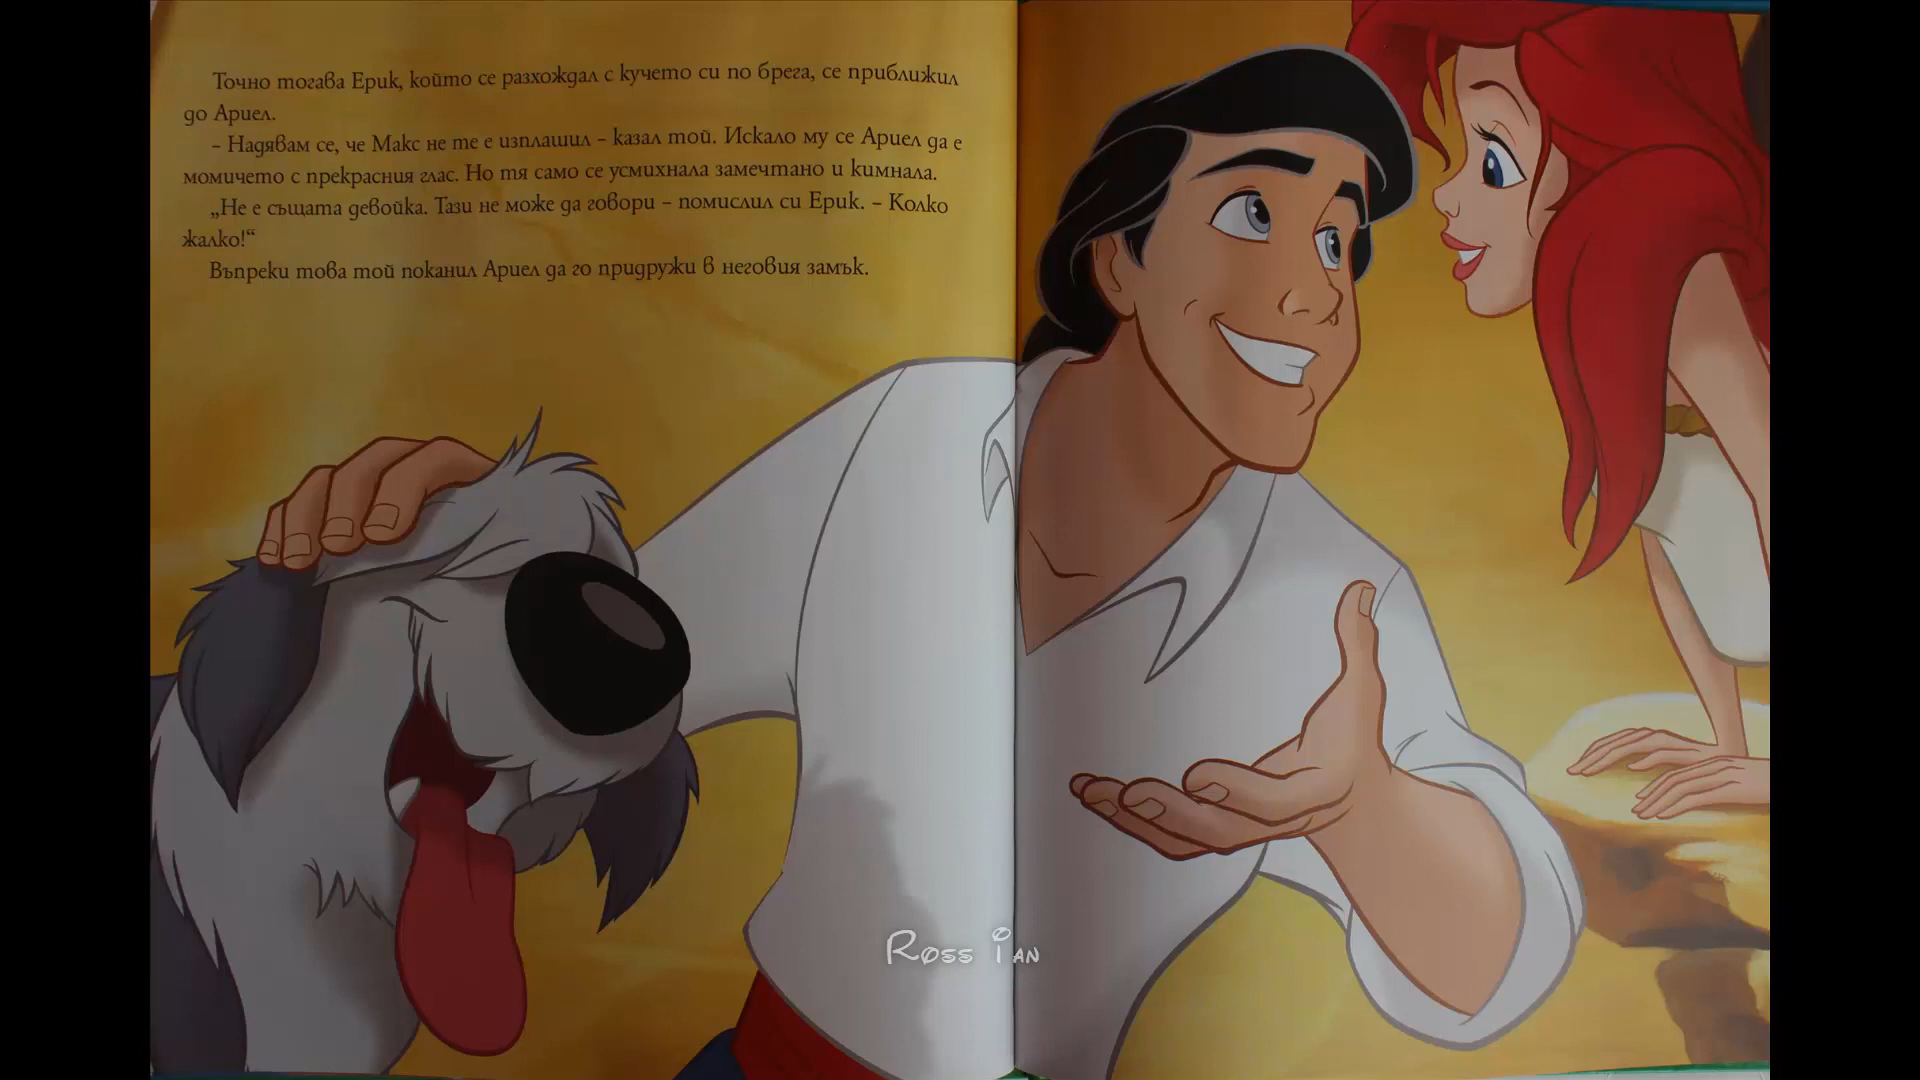 Точно тогава Ерик, който се разхождал с кучето си по брега, се приближил
до Ариел.
– Надявам се, че Макс не те е изплашил – казал той. Искало му се Ариел да е
момичето с прекрасния глас. Но тя само се усмихнала замечтано и кимнала.
„Не е същата девойка. Тази не може да говори – помислил си Ерик. – Колко
жалко!“
Въпреки това той поканил Ариел да го придружи в неговия замък.
Ross Ian